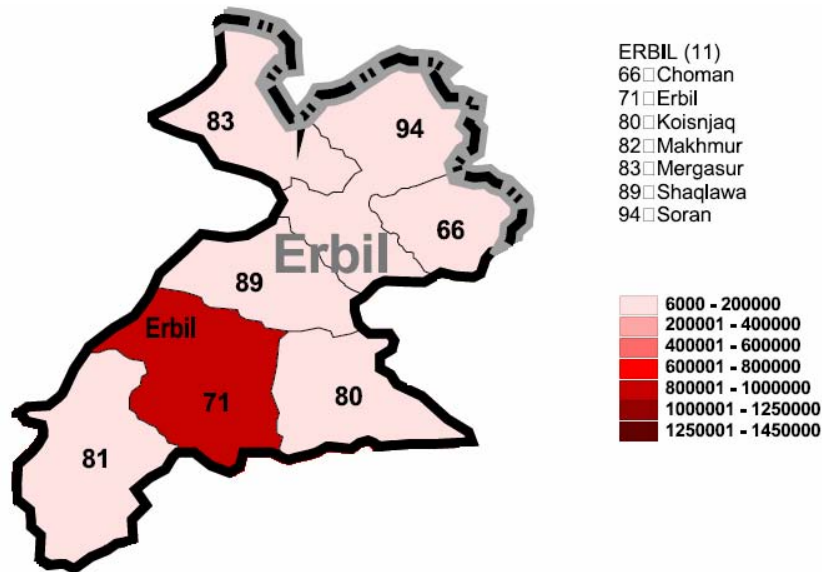 83
94
66
Erbil
89
Erbil
71
80
81
ERBIL (11)
66□Choman
71□Erbil
80□Koisnjaq
82□Makhmur
83□Mergasur
89□Shaqlawa
94□Soran
6000 - 200000
200001 - 400000
400001 - 600000
600001 - 800000
800001 - 1000000
1000001 - 1250000
1250001 - 1450000